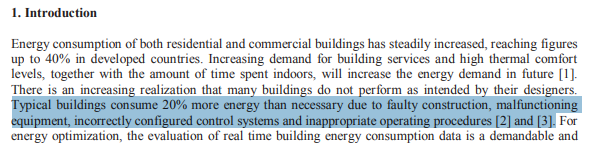 1. Introduction
Energy consumption of both residential and commercial buildings has steadily increased, reaching figures
up to 40% in developed countries. Increasing demand for building services and high thermal comfort
levels, together with the amount of time spent indoors, will increase the energy demand in future [1].
There is an increasing realization that many buildings do not perform as intended by their designers.
Typical buildings consume 20% more energy than necessary due to faulty construction, malfunctioning
equipment, incorrectly configured control systems and inappropriate operating procedures [2] and [3]. For
energy optimization, the evaluation of real time building energy consumption data is a demandable and